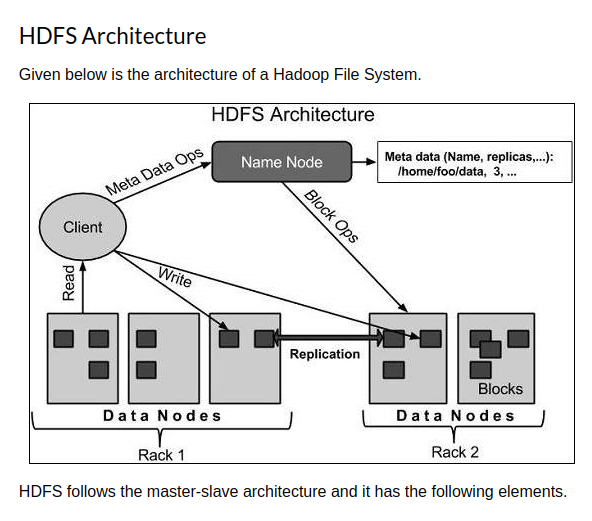 HDFS Architecture
Given below is the architecture of a Hadoop File System.
HDFS Architecture
Meta Data Ops
Name Node
Meta data (Name, replicas,...):
/home/foo/data, 3, ...
Block Ops
Client
Read
Write
Replication
Blocks
Data Nodes
Data Nodes
Rack 1
Rack 2
HDFS follows the master-slave architecture and it has the following elements.